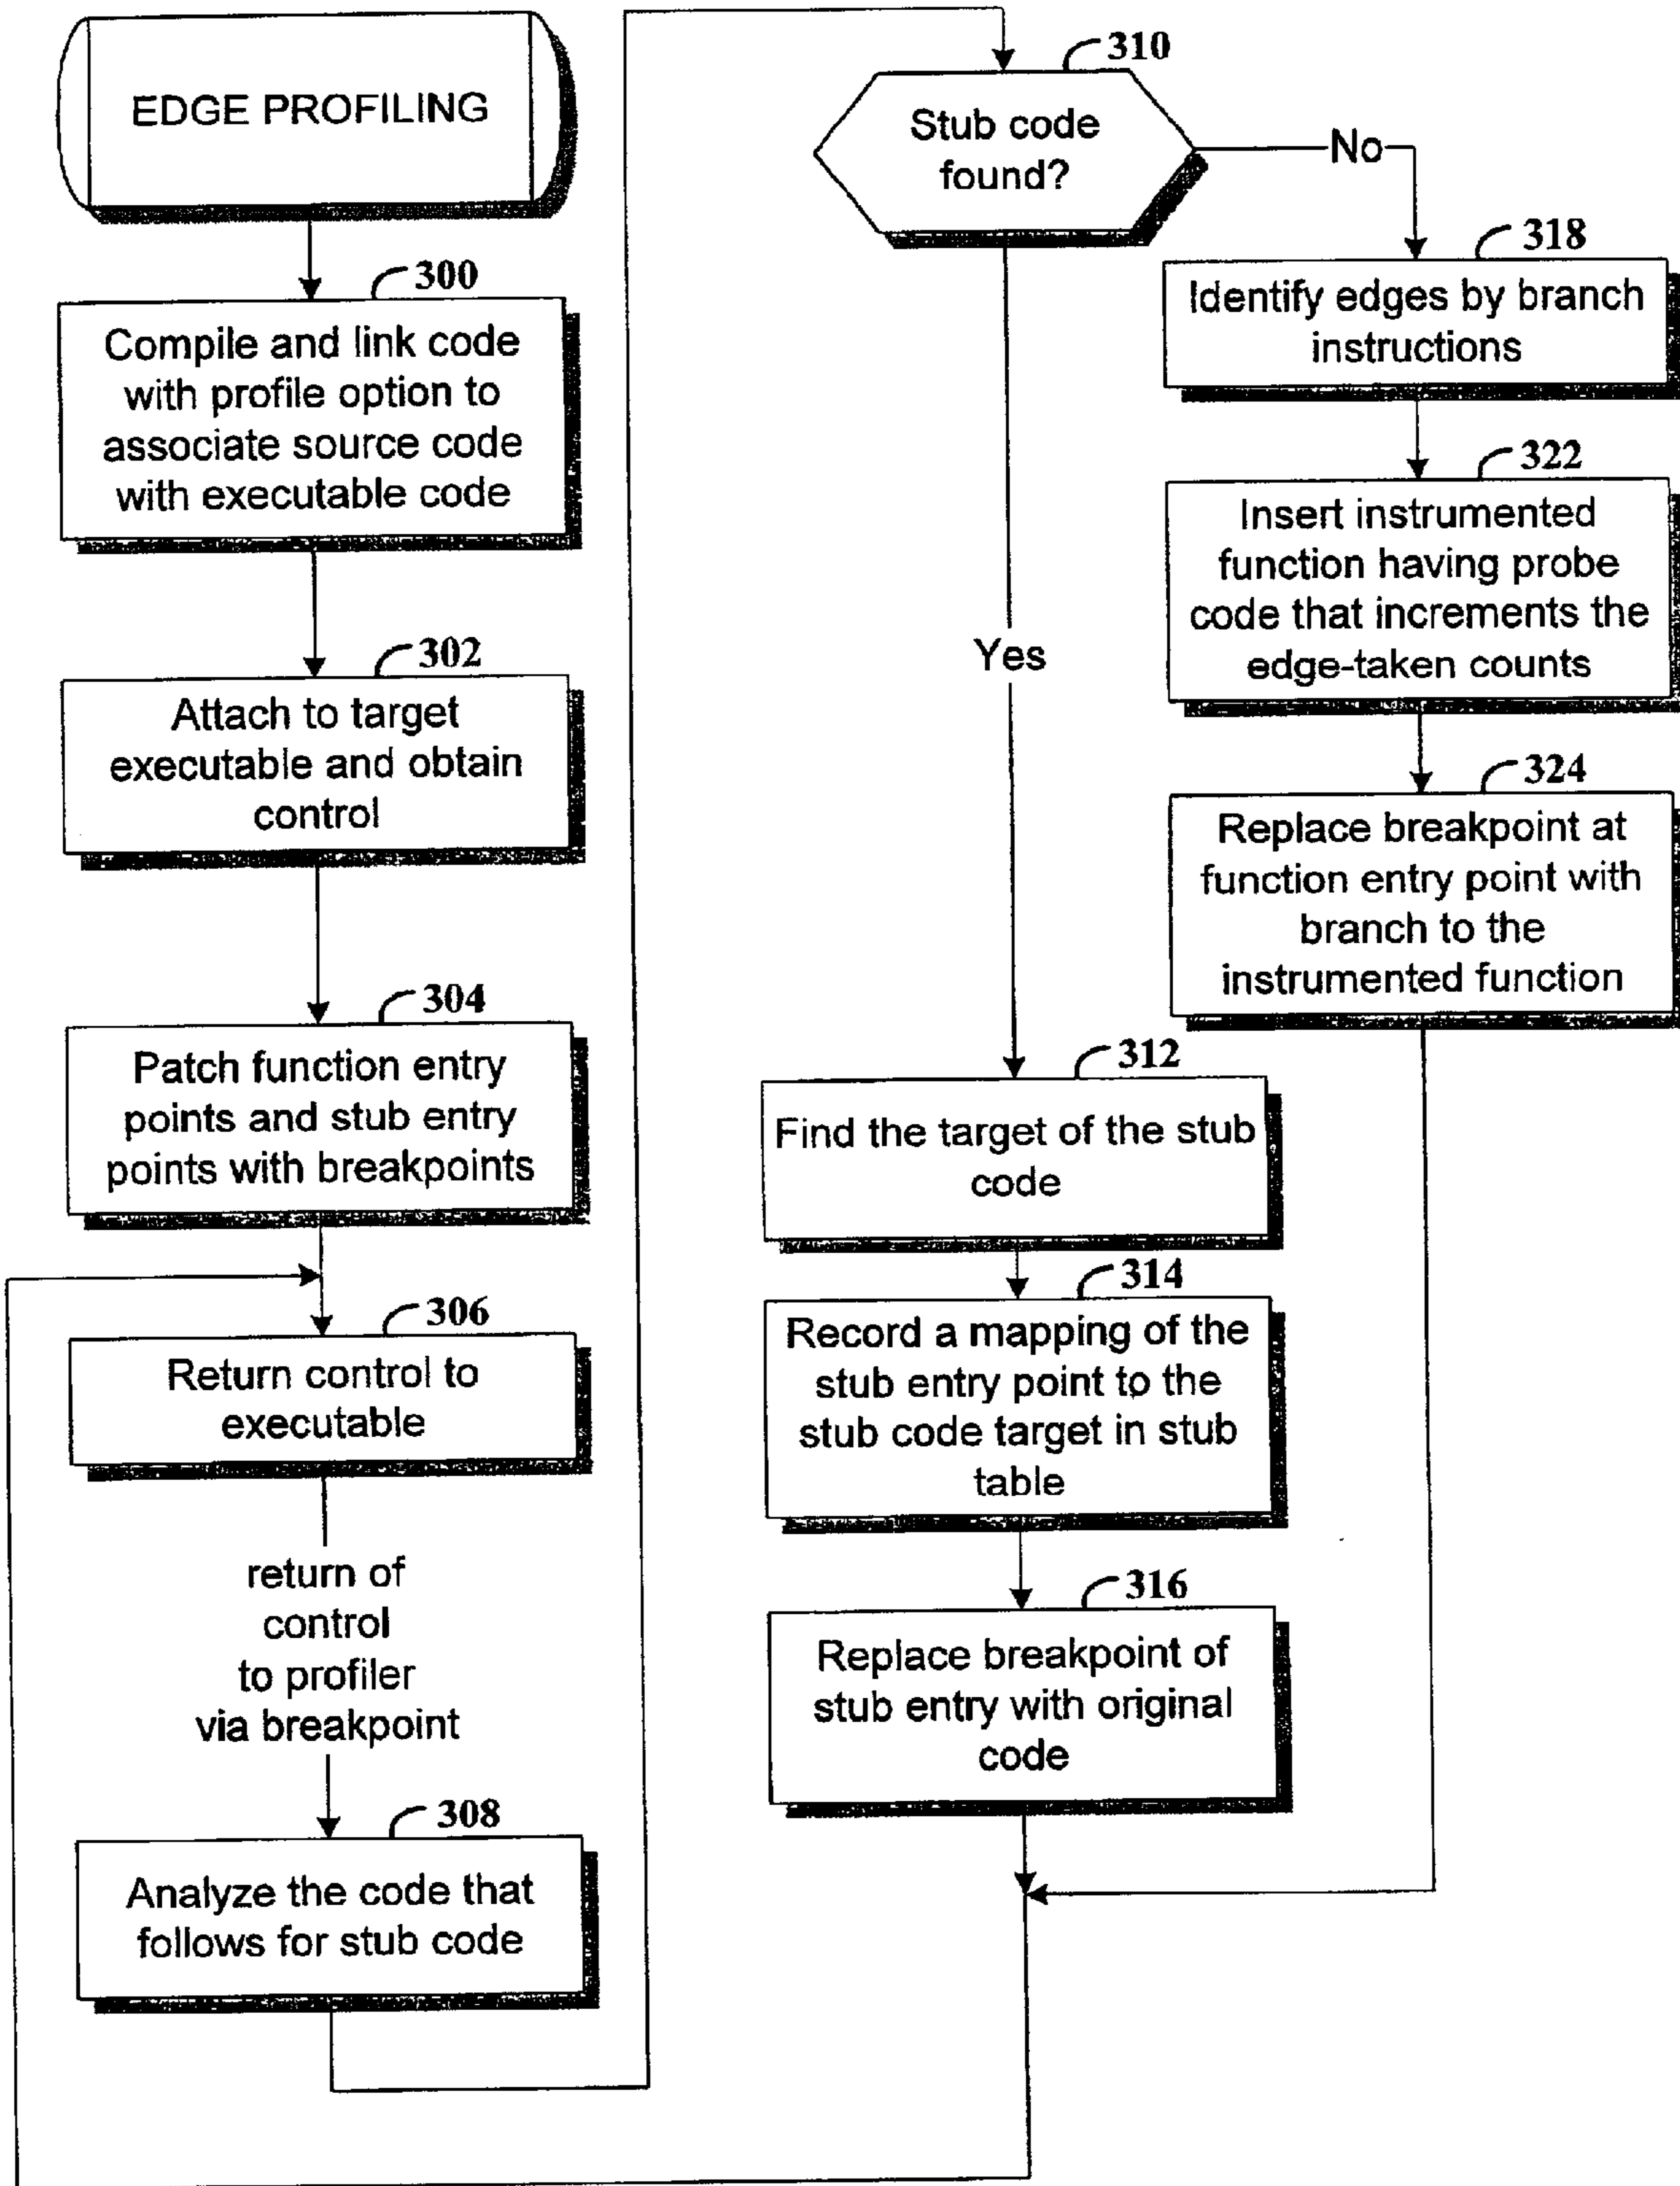 EDGE PROFILING
300
Compile and link code
with profile option to
associate source code
with executable code
302
Attach to target
executable and obtain
control
304
Patch function entry
points and stub entry
points with breakpoints
306
Return control to
executable
return of
control
to profiler
via breakpoint
308
Analyze the code that
follows for stub code
310
Stub code
found?
No
Yes
318
Identify edges by branch
instructions
322
Insert instrumented
function having probe
code that increments the
edge-taken counts
324
Replace breakpoint at
function entry point with
branch to the
instrumented function
312
Find the target of the stub
code
314
Record a mapping of the
stub entry point to the
stub code target in stub
table
316
Replace breakpoint of
stub entry with original
code